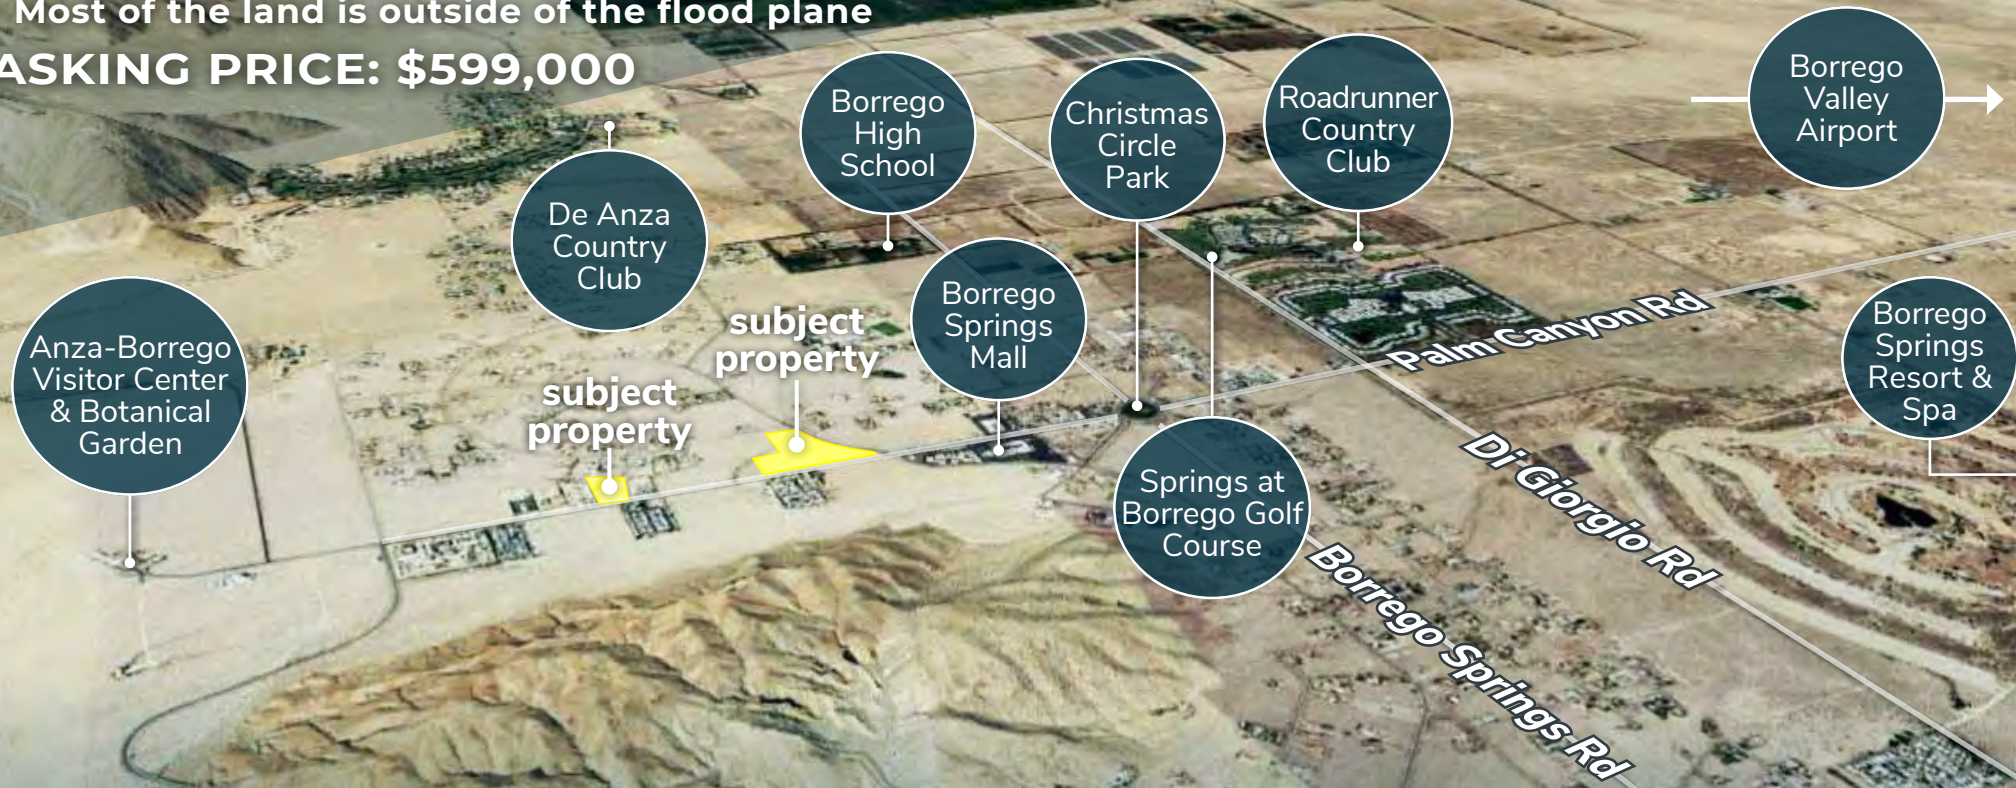 Most of the land is outside of the flood plane
ASKING PRICE: $599,000
Borrego
High
School
Christmas
Circle
Park
Roadrunner
Country
Club
Borrego
Valley
Airport
De Anza
Country
Club
Borrego
Springs
Mall
Borrego
Springs
Resort &
Spa
Anza-Borrego
Visitor Center
& Botanical
Garden
subject
property
subject
property
Palm Canyon Rd
Di Giorgio Rd
Springs at
Borrego Golf
Course
Borrego Springs Rd